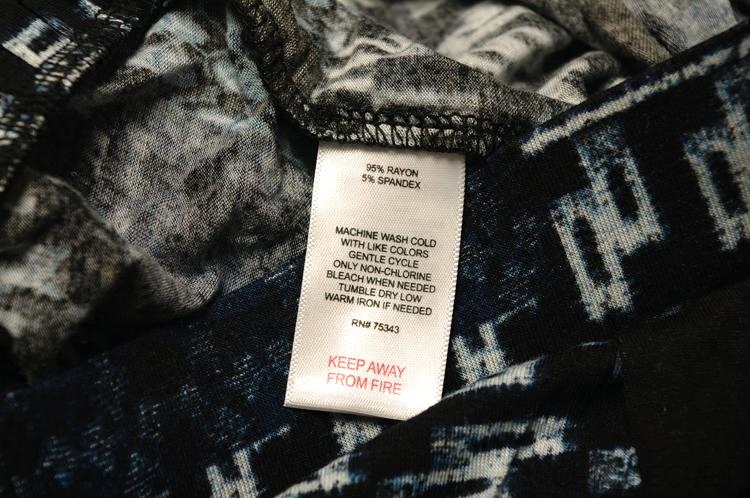 95% RAYON
5% SPANDEX
MACHINE WASH COLD
WITH LIKE COLORS
GENTLE CYCLE
ONLY NON-CHLORINE
BLEACH WHEN NEEDED
TUMBLE DRY LOW
WARM IRON IF NEEDED
RN# 75343
KEEP AWAY
FROM FIRE